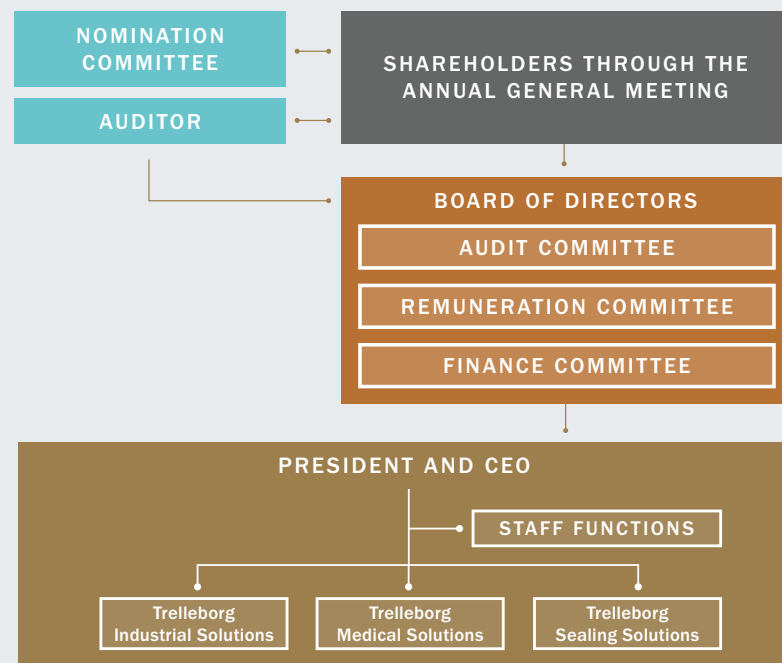 NOMINATION
COMMITTEE
AUDITOR
SHAREHOLDERS THROUGH THE
ANNUAL GENERAL MEETING
BOARD OF DIRECTORS
AUDIT COMMITTEE
REMUNERATION COMMITTEE
FINANCE COMMITTEE
PRESIDENT AND CEO
STAFF FUNCTIONS
Trelleborg
Industrial Solutions
Trelleborg
Medical Solutions
Trelleborg
Sealing Solutions